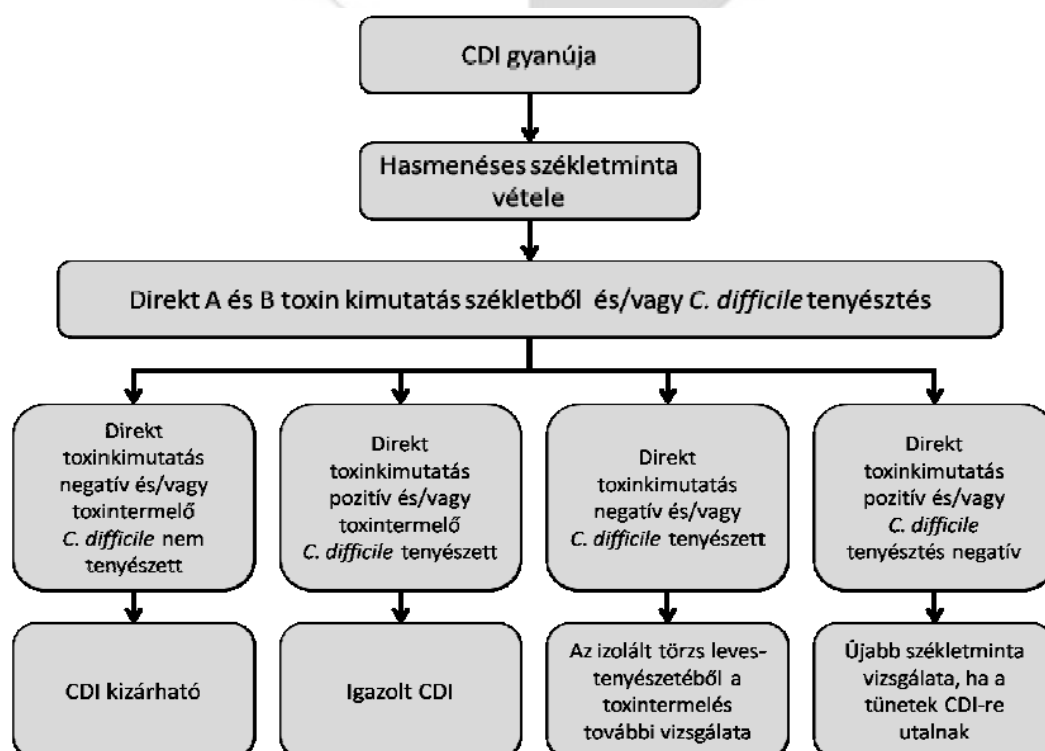 CDI gyanúja
Hasmenéses székletminta
vétele
Direkt A és B toxin kimutatás székletből és/vagy C. difficile tenyésztés
Direkt
toxinkimutatás
negatív és/vagy
toxintermelő
C. difficile nem
tenyészett
Direkt
toxinkimutatás
pozitív és/vagy
toxintermelő
C. difficile tenyészett
Direkt
toxinkimutatás
negatív és/vagy
C. difficile tenyészett
Direkt
toxinkimutatás
pozitív és/vagy
C. difficile
tenyésztés negatív
CDI kizárható
Igazolt CDI
Az izolált törzs leves-
tenyészetéből a
toxintermelés
további vizsgálata
Újabb székletminta
vizsgálata, ha a
tünetek CDI-re
utalnak